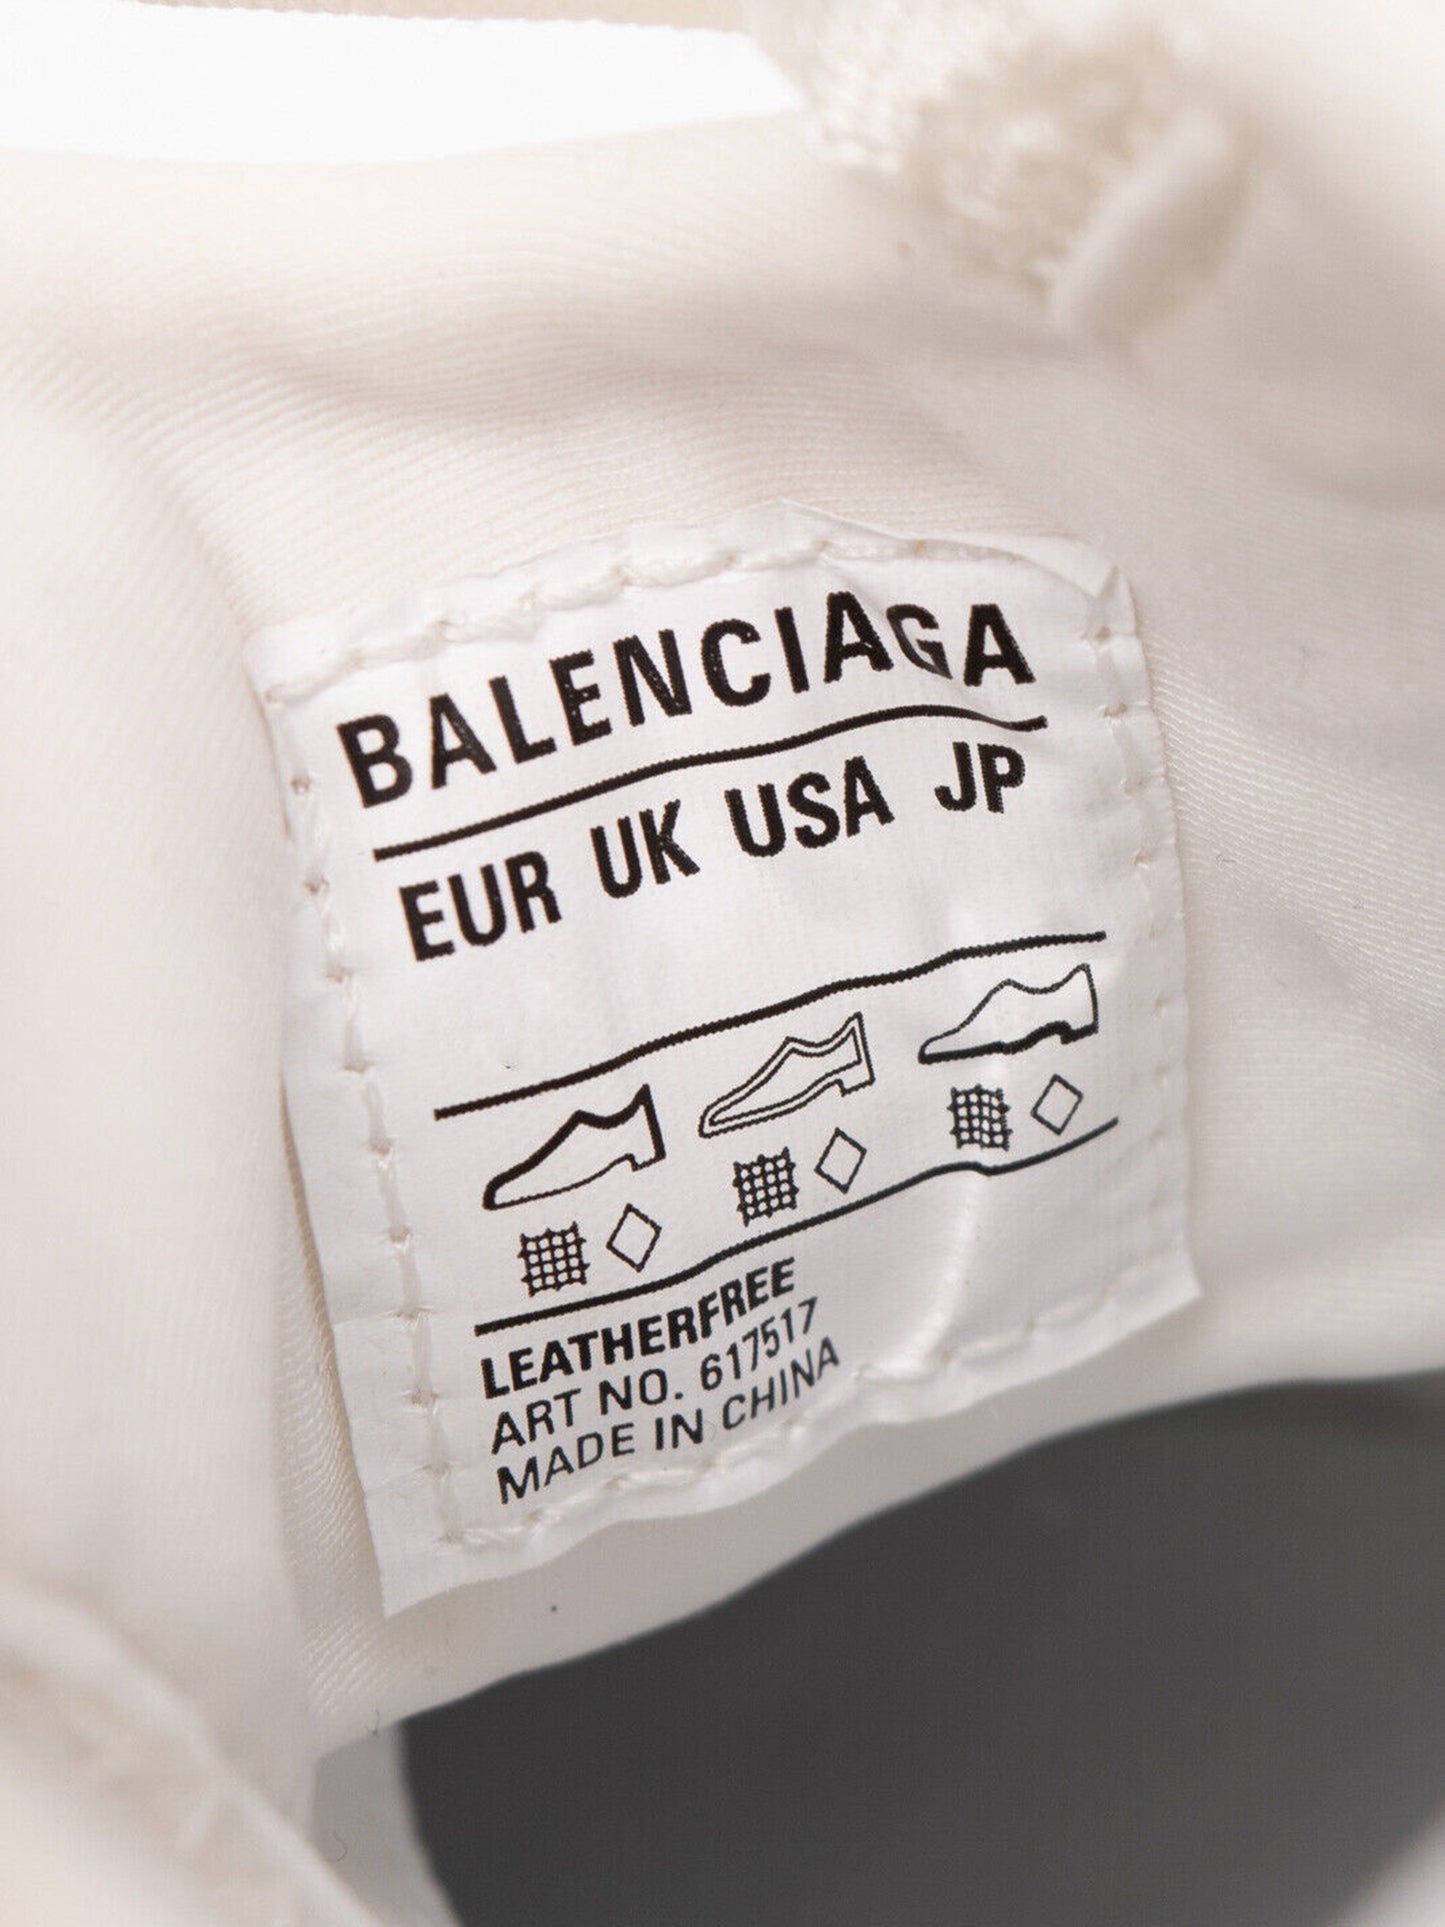 BALENCIAGA
EUR UK USA JP
LEATHERFREE
ART NO. 617517
MADE IN CHINA